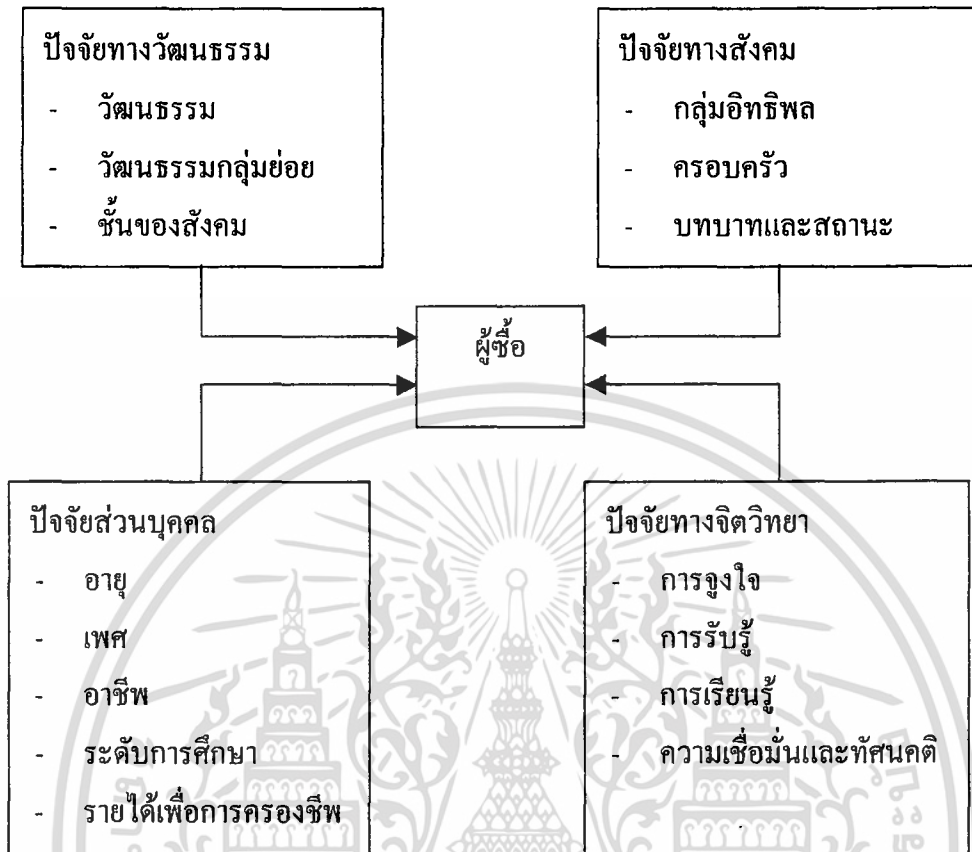 ปัจจัยทางวัฒนธรรม
- วัฒนธรรม
- วัฒนธรรมกลุ่มย่อย
- ชั้นของสังคม
ปัจจัยทางสังคม
- กลุ่มอิทธิพล
- ครอบครัว
- บทบาทและสถานะ
ผู้ซื้อ
ปัจจัยส่วนบุคคล
- อายุ
- เพศ
- อาชีพ
- ระดับการศึกษา
- รายได้เพื่อการครองชีพ
ปัจจัยทางจิตวิทยา
- การจูงใจ
- การรับรู้
- การเรียนรู้
- ความเชื่อมั่นและทัศนคติ